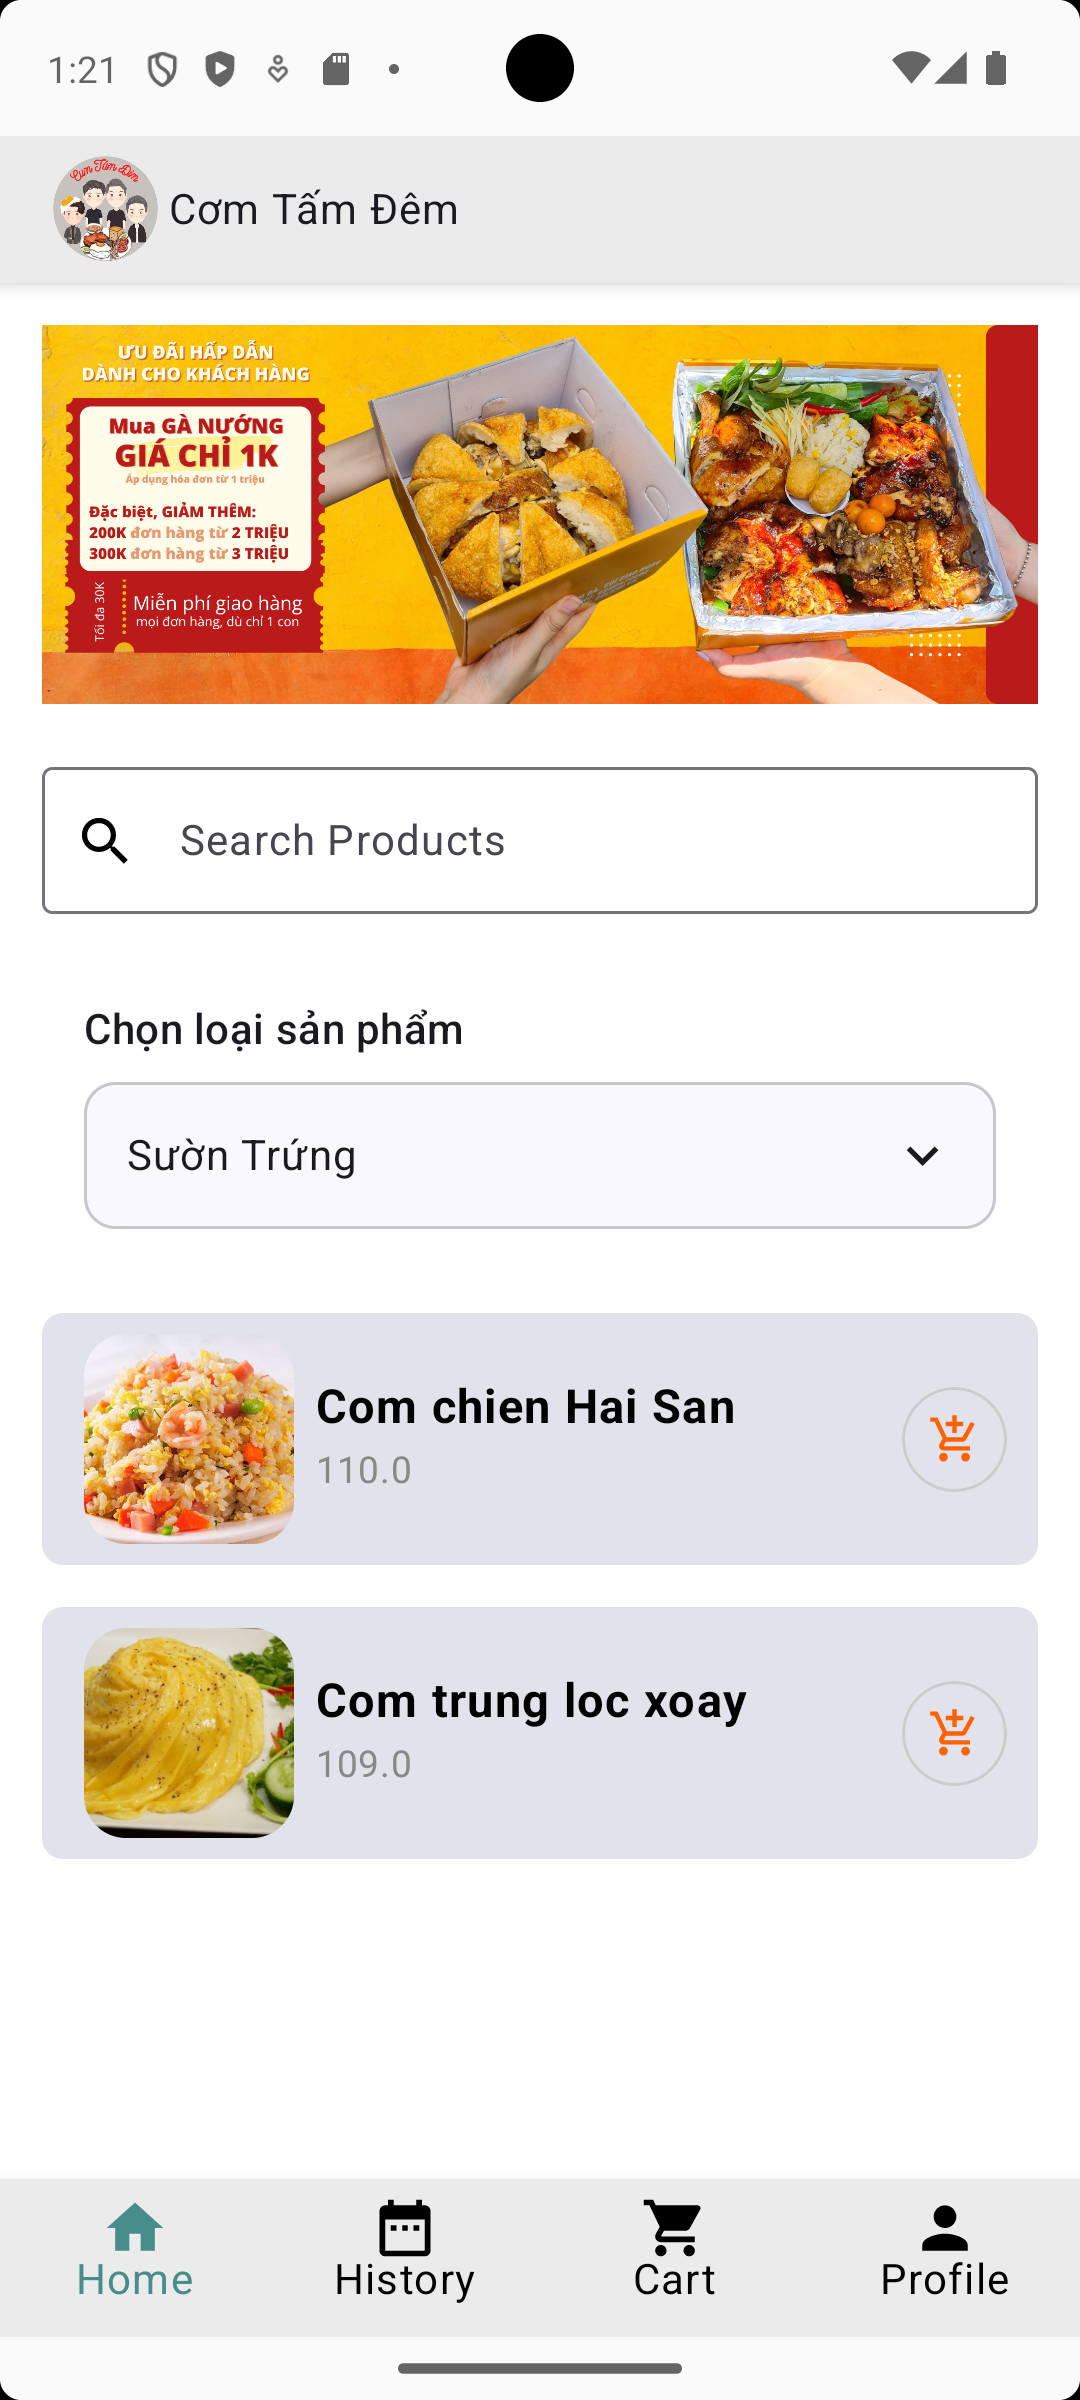 1:21
Cơm Tấm Đêm
Cơm Tấm Đêm
ƯU ĐÃI HẤP DẪN
DÀNH CHO KHÁCH HÀNG
Mua GÀ NƯỚNG
GIÁ CHỈ 1K
Áp dụng hóa đơn từ 1 triệu
Đặc biệt, GIẢM THÊM:
200K đơn hàng từ 2 TRIỆU
300K đơn hàng từ 3 TRIỆU
Tối đa 30K
Miễn phí giao hàng
mọi đơn hàng, dù chỉ 1 con
Search Products
Chọn loại sản phẩm
Sườn Trứng
Com chien Hai San
110.0
Com trung loc xoay
109.0
Home
History
Cart
Profile